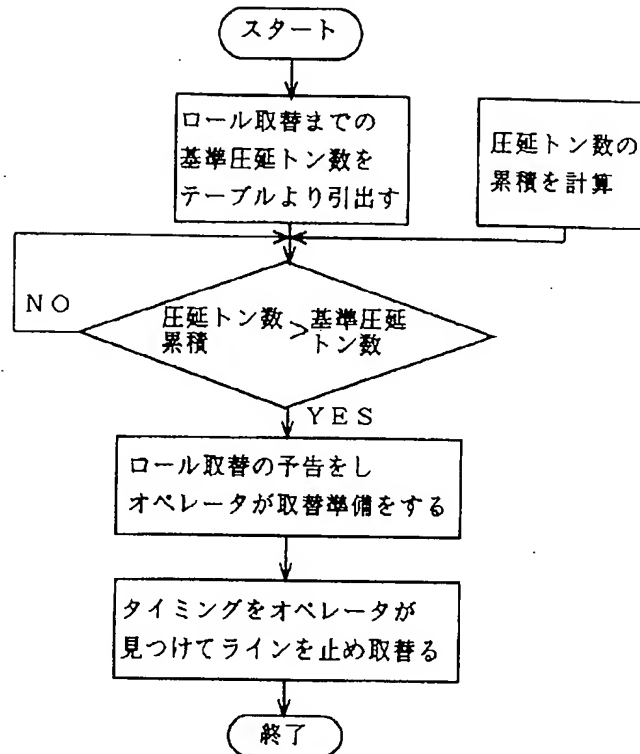 スタート
ロール取替までの
基準圧延トン数を
テーブルより引出す
圧延トン数の
累積を計算
NO
圧延トン数
累積
>
基準圧延
トン数
YES
ロール取替の予告をし
オペレータが取替準備をする
タイミングをオペレータが
見つけてラインを止め取替る
終了